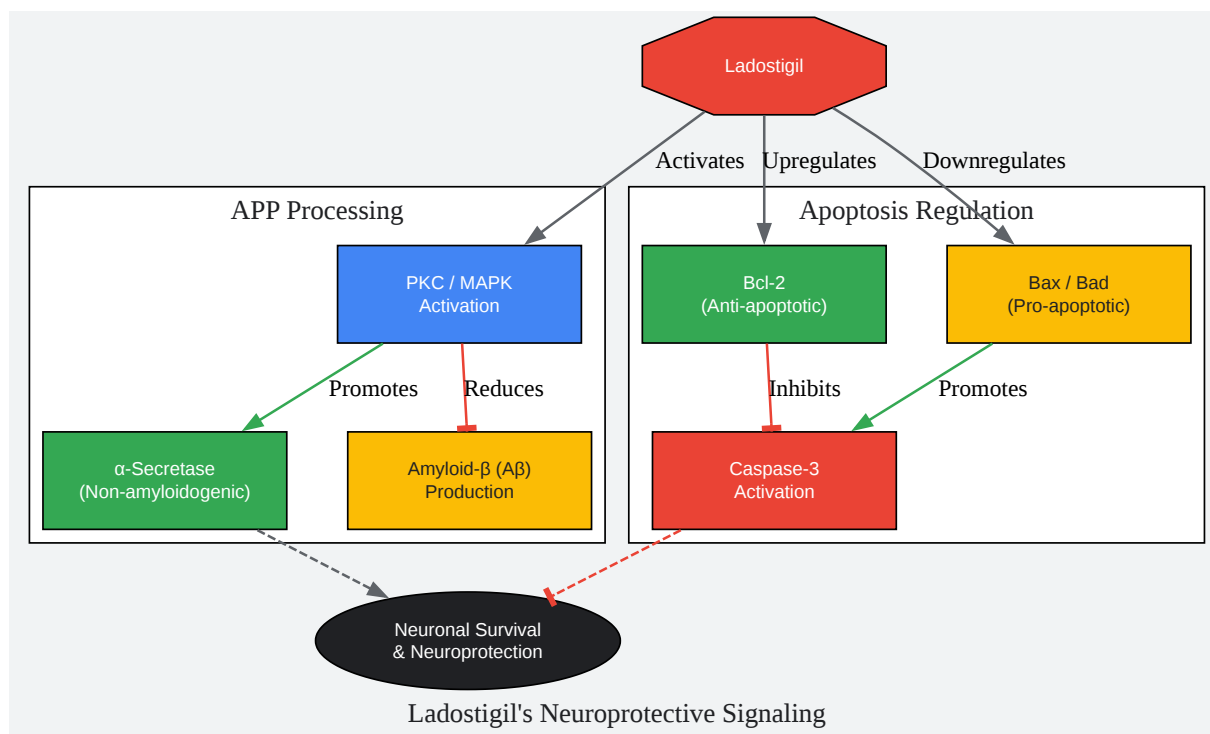 Ladostigil
Activates
Upregulates
Downregulates
APP Processing
Apoptosis Regulation
PKC / MAPK
Activation
Bcl-2
(Anti-apoptotic)
Bax / Bad
(Pro-apoptotic)
Promotes
Reduces
Inhibits
Promotes
α-Secretase
(Non-amyloidogenic)
Amyloid-β (Aβ)
Production
Caspase-3
Activation
Neuronal Survival
& Neuroprotection
Ladostigil's Neuroprotective Signaling